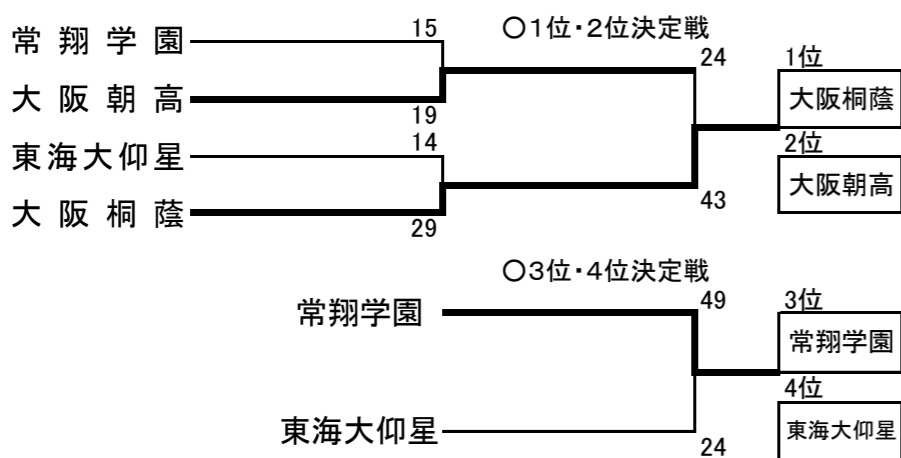 15
○1位・2位決定戦
常翔学園
24
1位
大阪朝高
大阪桐蔭
19
東海大仰星
14
2位
大阪朝高
大阪桐蔭
43
29
○3位・4位決定戦
49
3位
常翔学園
常翔学園
4位
東海大仰星
東海大仰星
24